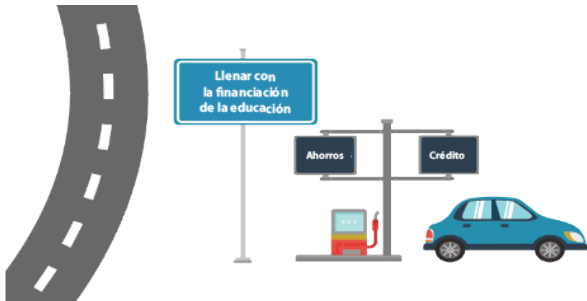 Llenar con
la financiación
de la educación
Ahorros
Crédito